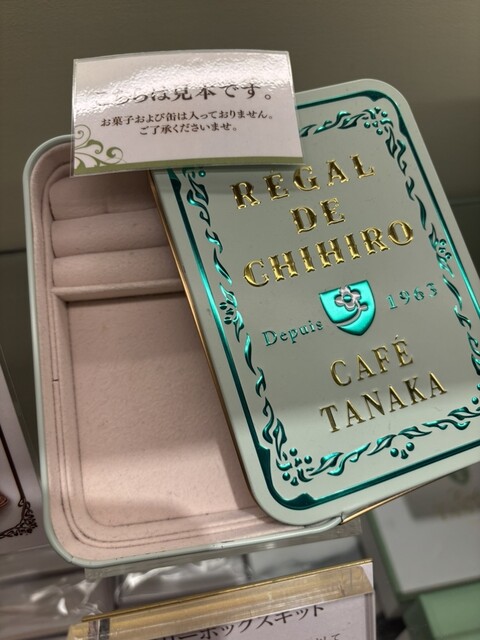 こちらは見本です。
お菓子および缶は入っておりません。
ご了承くださいませ。
REGAL
DE
CHIHIRO
Depuis 1963
CAFÉ
TANAKA
リーボックスキット